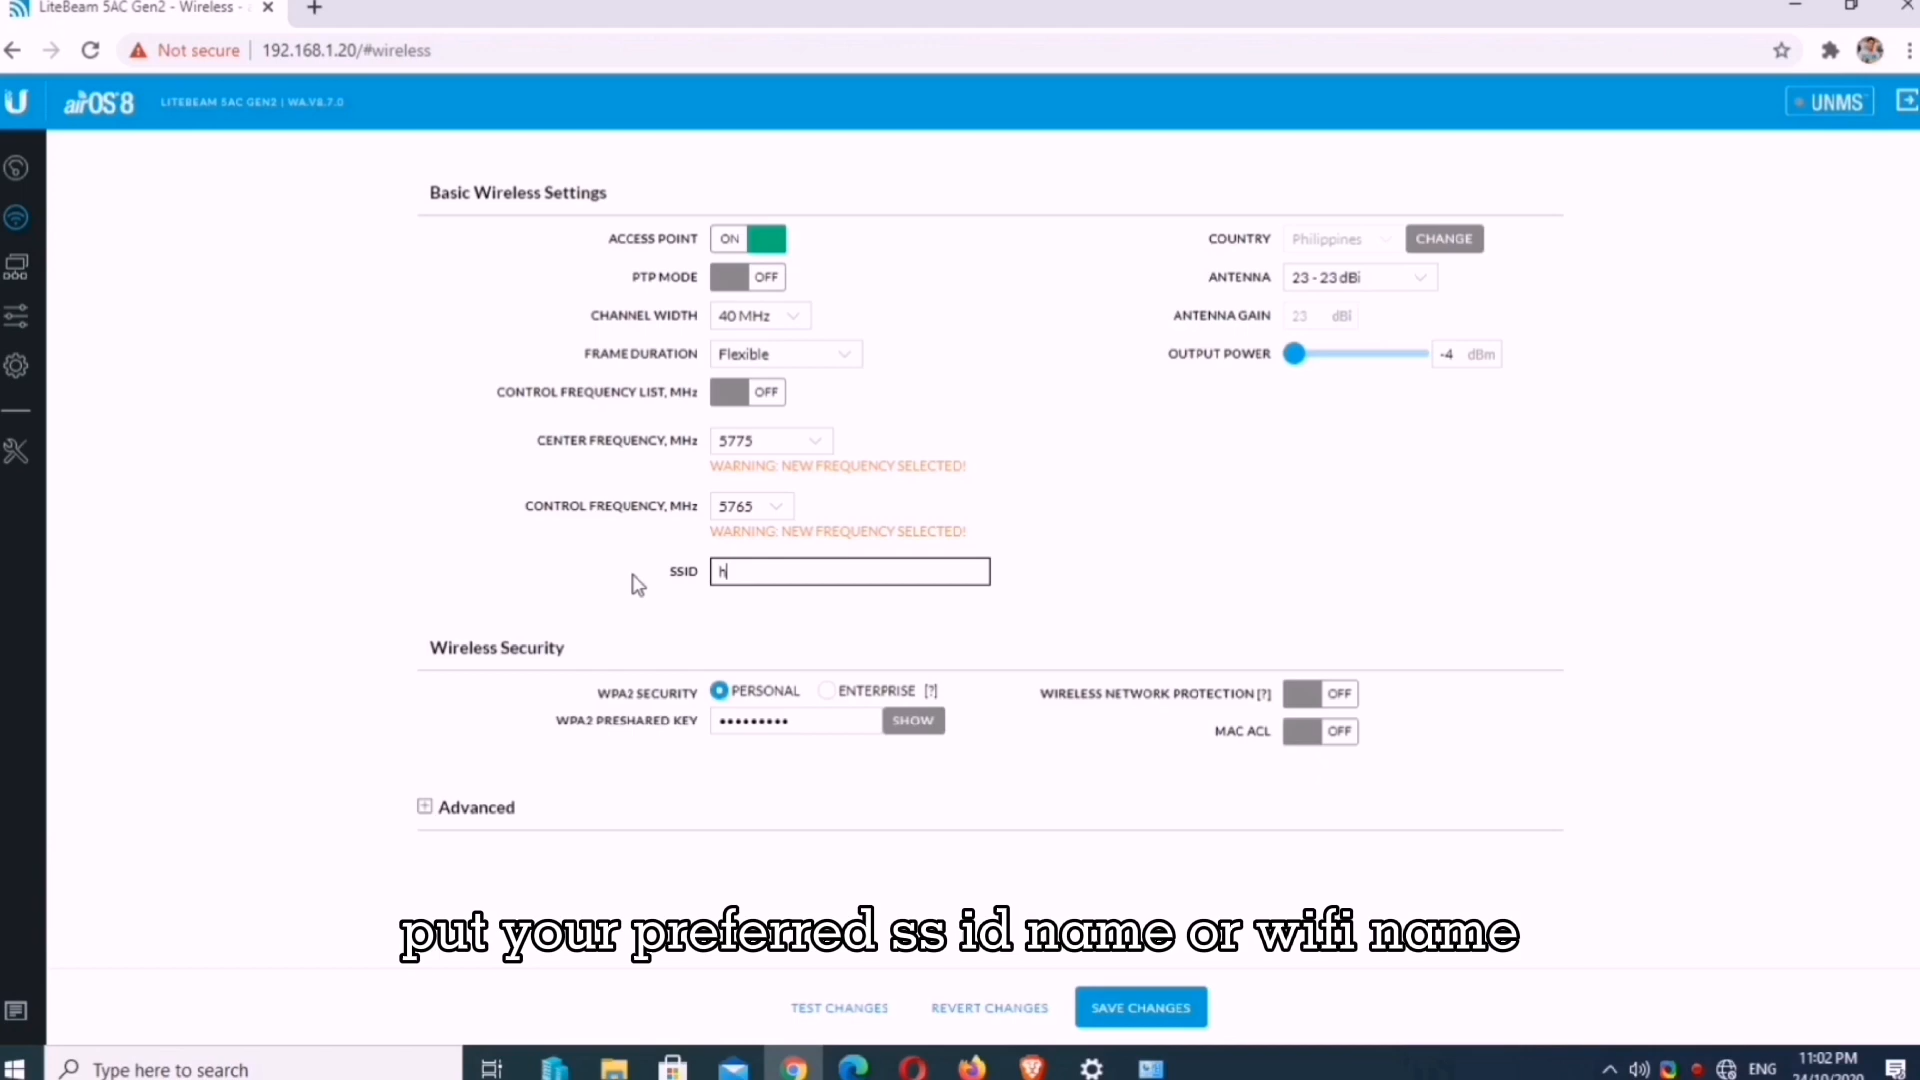 LiteBeam 5AC Gen2 - Wireless -
Not secure
192.168.1.20/#wireless
airOS 8
LITEBEAM 5AC GEN2 | WA.V8.7.0
UNMS
Basic Wireless Settings
ACCESS POINT ON
PTP MODE OFF
CHANNEL WIDTH 40 MHz
FRAME DURATION Flexible
CONTROL FREQUENCY LIST, MHz OFF
CENTER FREQUENCY, MHz 5775
WARNING: NEW FREQUENCY SELECTED!
CONTROL FREQUENCY, MHz 5765
WARNING: NEW FREQUENCY SELECTED!
SSID h
COUNTRY Philippines CHANGE
ANTENNA 23 - 23 dBi
ANTENNA GAIN 23 dBi
OUTPUT POWER -4 dBm
Wireless Security
WPA2 SECURITY PERSONAL ENTERPRISE [?]
WPA2 PRESHARED KEY ••••••••• SHOW
WIRELESS NETWORK PROTECTION [?] OFF
MAC ACL OFF
Advanced
put your preferred ss id name or wifi name
TEST CHANGES REVERT CHANGES SAVE CHANGES
Type here to search
ENG
11:02 PM
24/10/2020